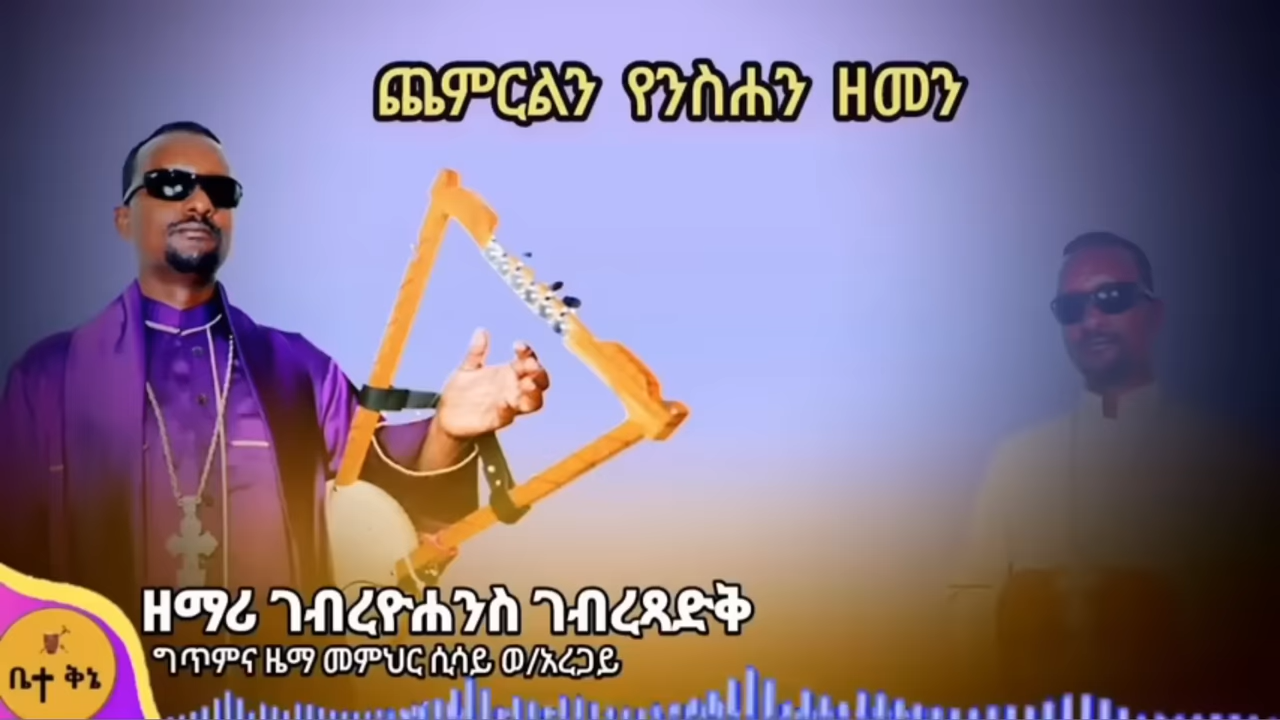 ጨምርልን የንስሐን ዘመን
ዘማሪ ገብረዮሐንስ ገብረጻድቅ
ግጥምና ዜማ መምህር ሲሳይ ወ/አረጋይ
ቤተ ቅኔ